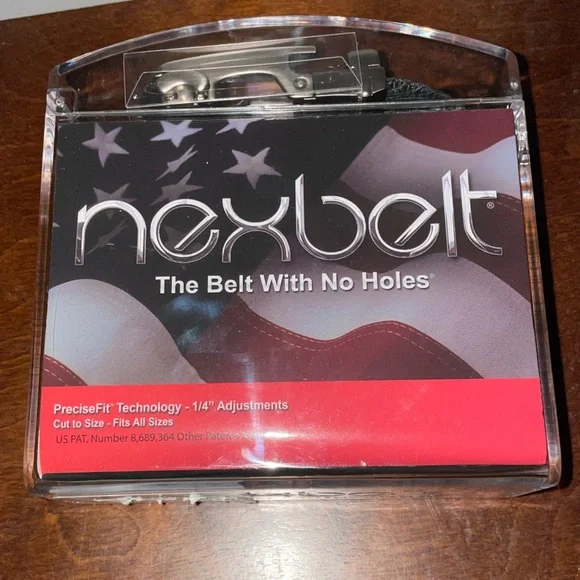 nexbelt®
The Belt With No Holes®
PreciseFit™ Technology - 1/4" Adjustments
Cut to Size - Fits All Sizes
US PAT. Number 8,689,364 Other